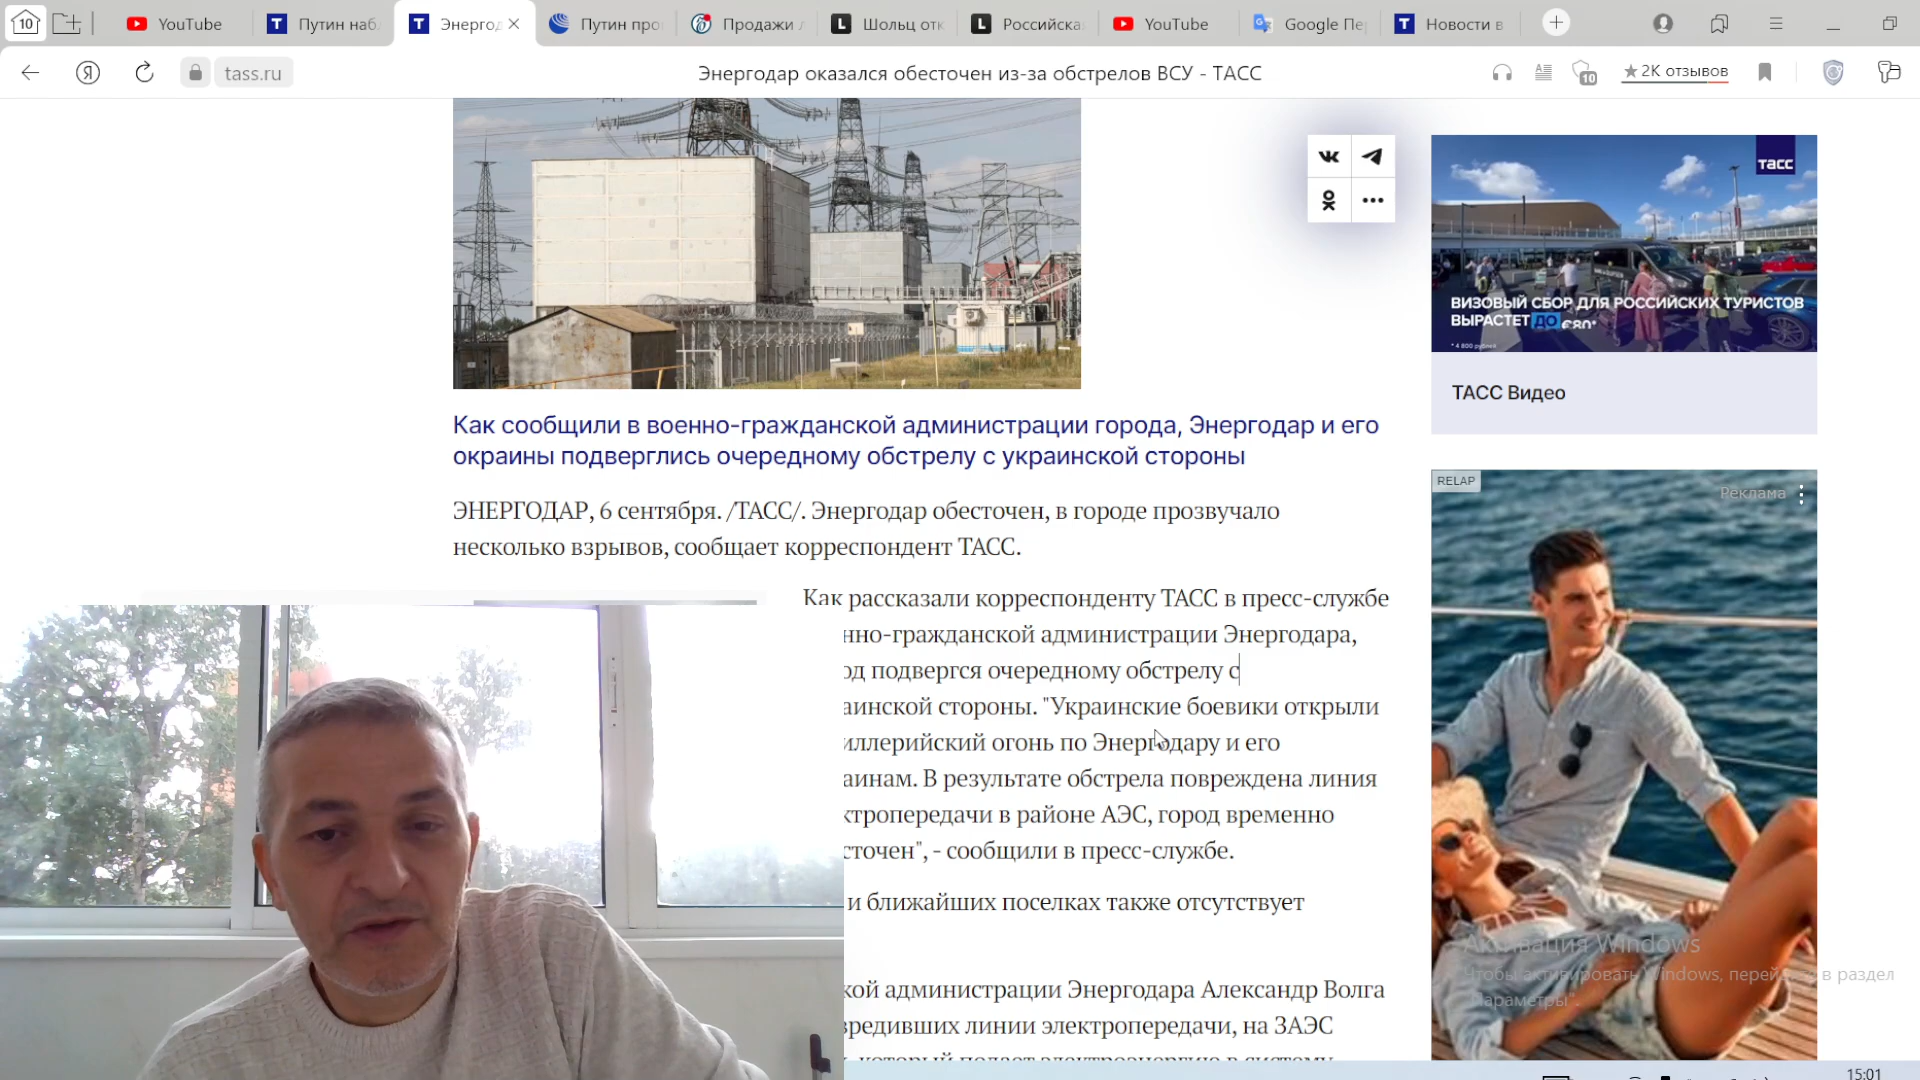 10
YouTube
Путин наб
Энергод
Путин про
Продажи л
Шольц отк
Российска
YouTube
Google Пе
Новости в
tass.ru
Энергодар оказался обесточен из-за обстрелов ВСУ - ТАСС
10
★ 2К отзывов
ТАСС
ВИЗОВЫЙ СБОР ДЛЯ РОССИЙСКИХ ТУРИСТОВ
ВЫРАСТЕТ ДО €80*
ТАСС Видео
Как сообщили в военно-гражданской администрации города, Энергодар и его
окраины подверглись очередному обстрелу с украинской стороны
ЭНЕРГОДАР, 6 сентября. /ТАСС/. Энергодар обесточен, в городе прозвучало
несколько взрывов, сообщает корреспондент ТАСС.
Как рассказали корреспонденту ТАСС в пресс-службе
нно-гражданской администрации Энергодара,
од подвергся очередному обстрелу с
аинской стороны. "Украинские боевики открыли
иллерийский огонь по Энергодару и его
аинам. В результате обстрела повреждена линия
ктропередачи в районе АЭС, город временно
сточен", - сообщили в пресс-службе.
и ближайших поселках также отсутствует
кой администрации Энергодара Александр Волга
вредивших линии электропередачи, на ЗАЭС
RELAP
Реклама
Активация Windows
Чтобы активировать Windows, перейдите в раздел
"Параметры".
15:01